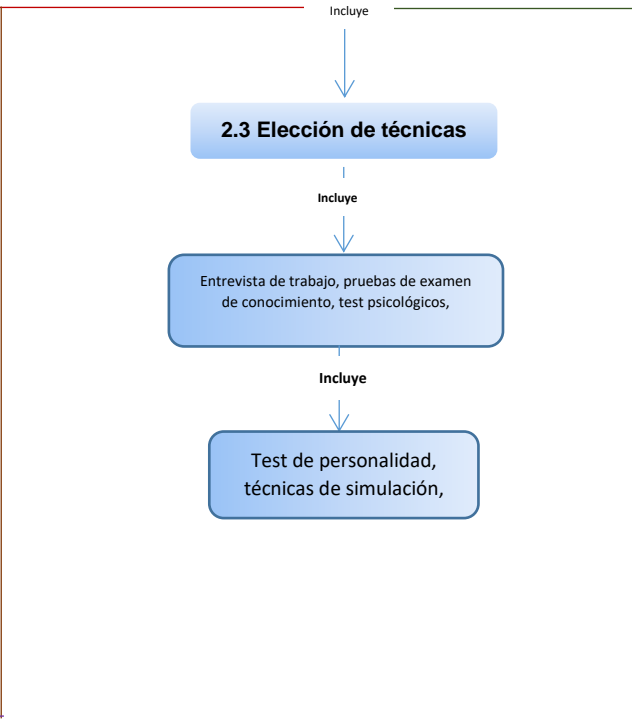 Incluye
2.3 Elección de técnicas
Incluye
Entrevista de trabajo, pruebas de examen
de conocimiento, test psicológicos,
Incluye
Test de personalidad,
técnicas de simulación,